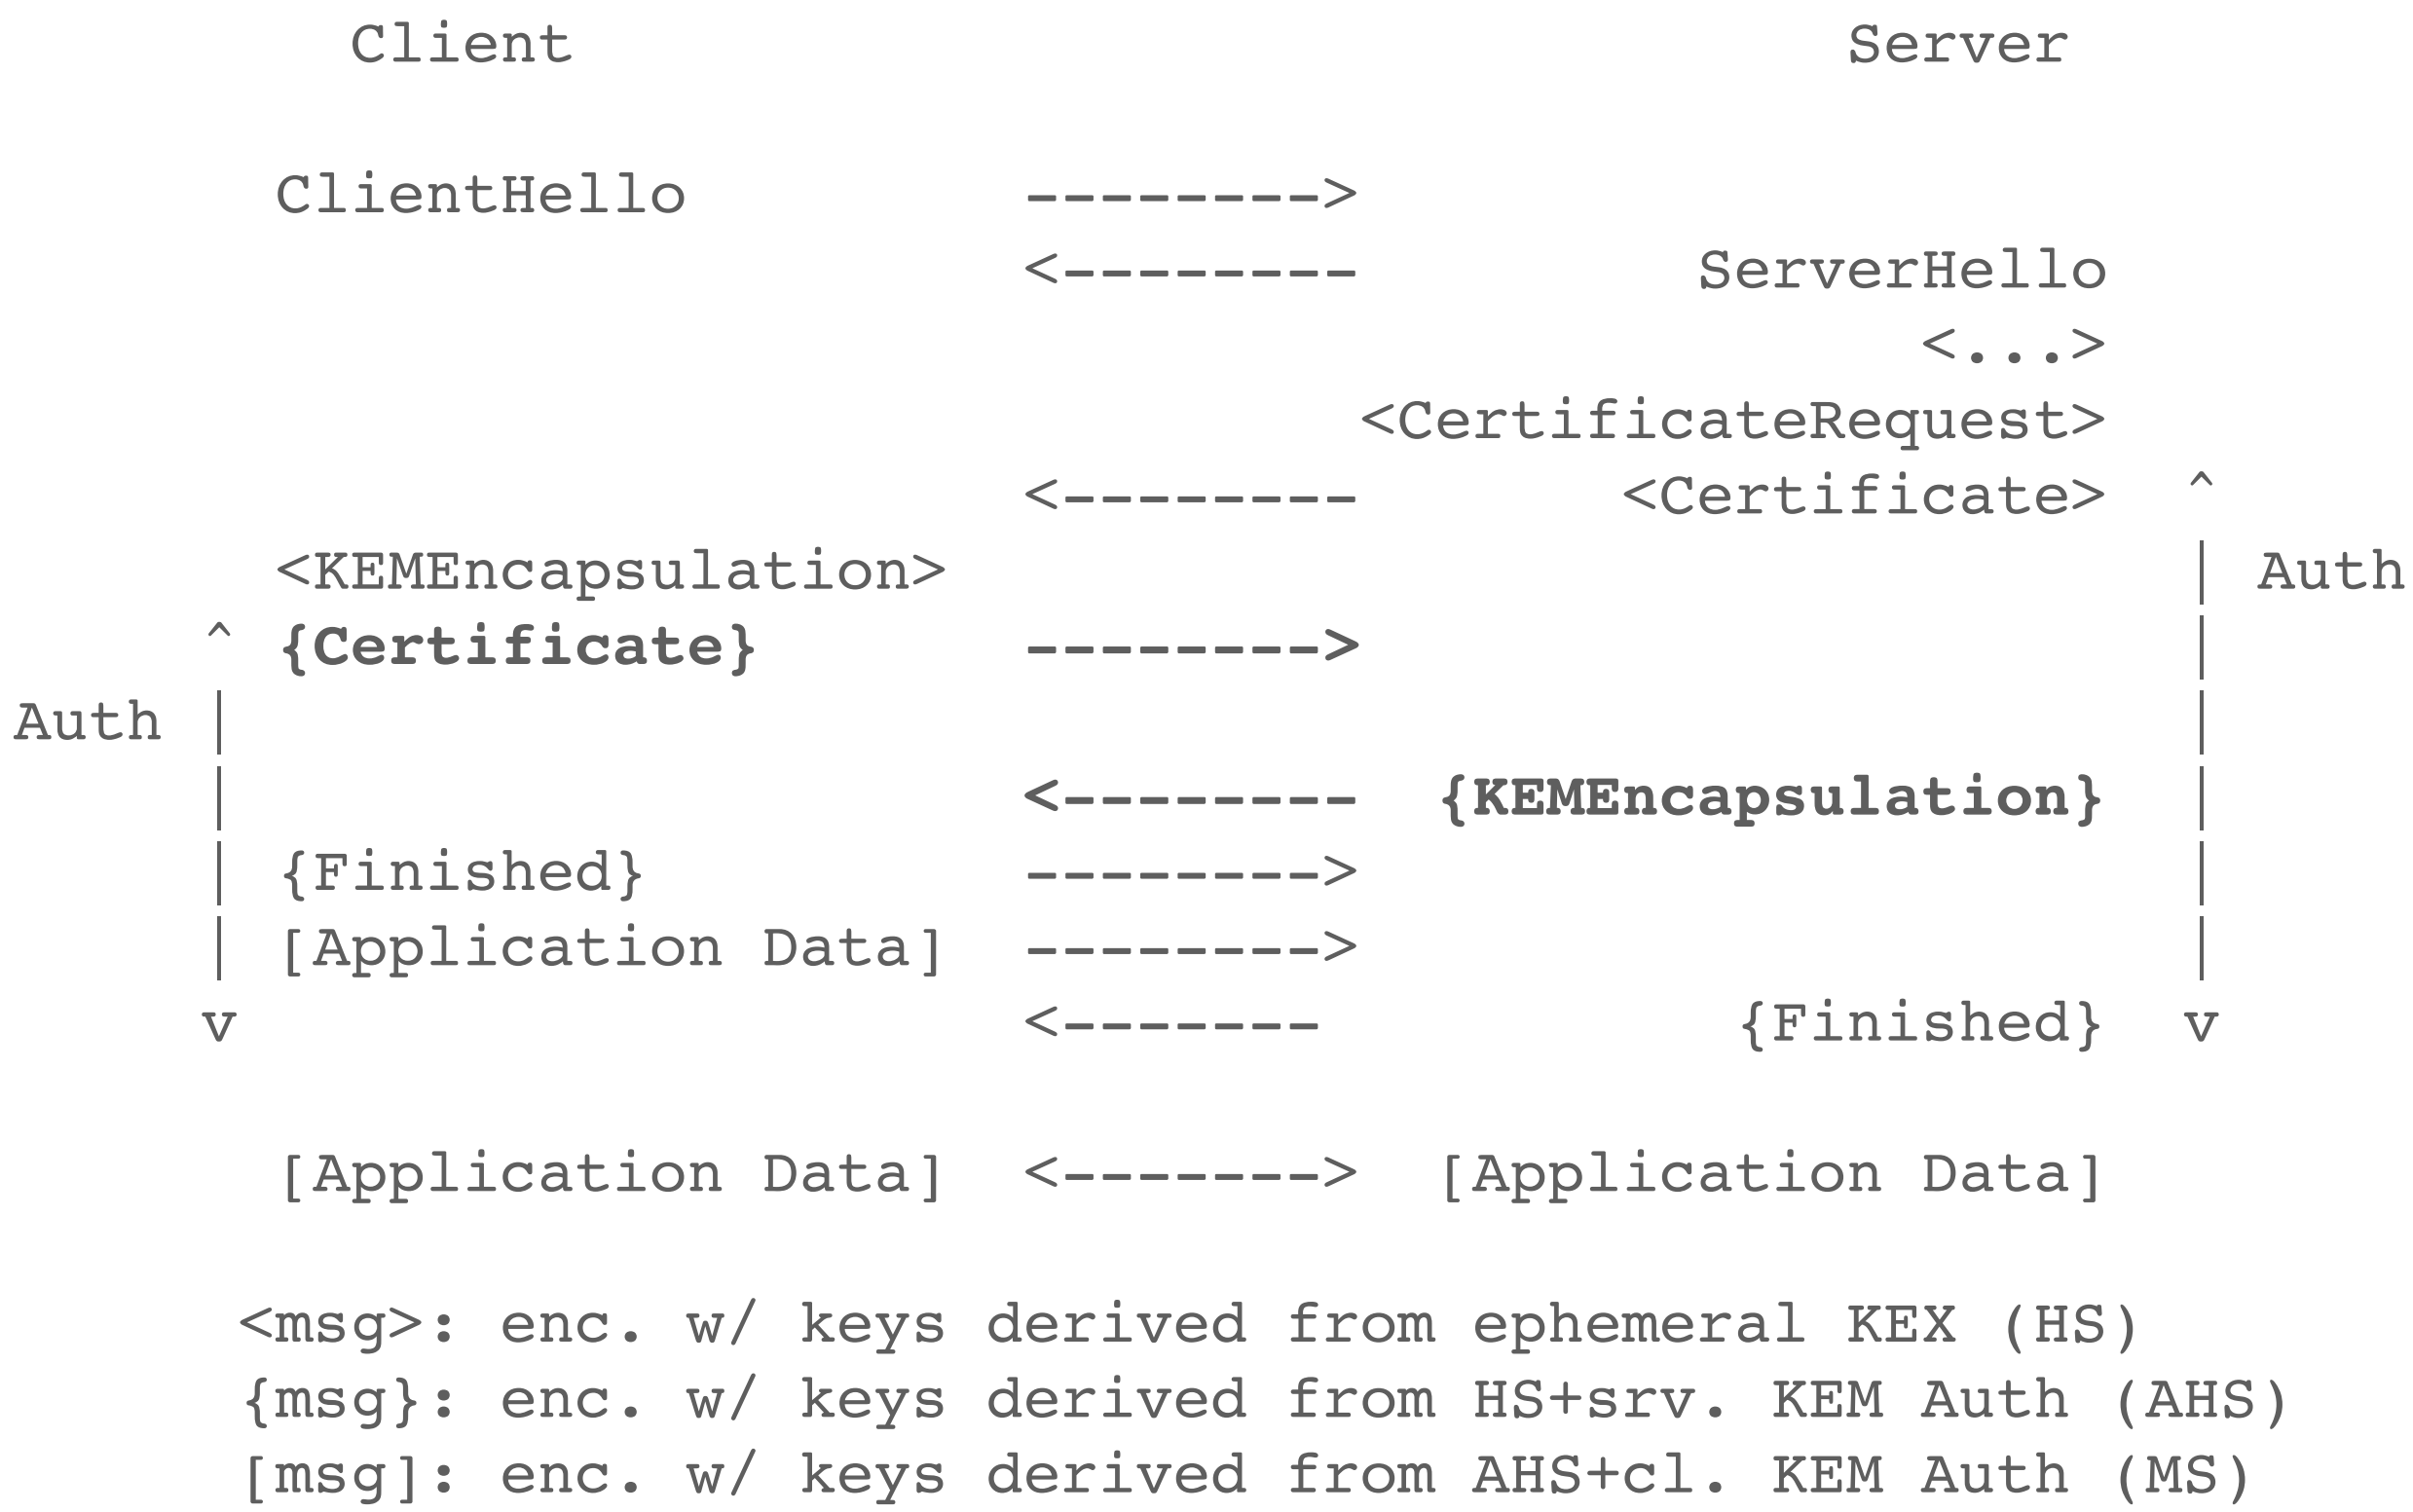 Client Server
ClientHello -------->
<-------- ServerHello
<...>
<CertificateRequest>
<-------- <Certificate> ^
<KEMEncapsulation> | Auth
^ {Certificate} --------> |
Auth | |
| <-------- {KEMEncapsulation} |
| {Finished} --------> |
| [Application Data] --------> |
v <------- {Finished} v
[Application Data] <-------> [Application Data]
<msg>: enc. w/ keys derived from ephemeral KEX (HS)
{msg}: enc. w/ keys derived from HS+srv. KEM Auth (AHS)
[msg]: enc. w/ keys derived from AHS+cl. KEM Auth (MS)